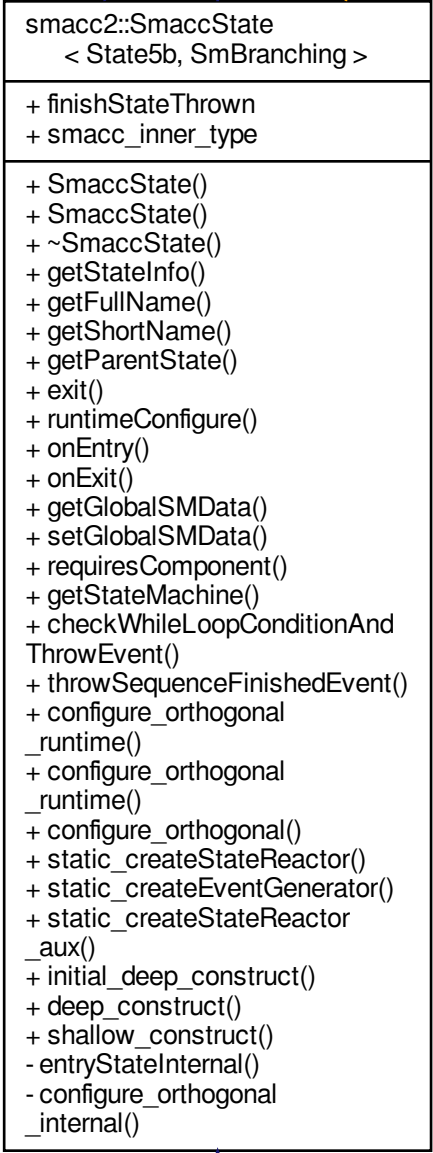 smacc2::SmaccState
< State5b, SmBranching >
+ finishStateThrown
+ smacc_inner_type
+ SmaccState()
+ SmaccState()
+ ~SmaccState()
+ getStateInfo()
+ getFullName()
+ getShortName()
+ getParentState()
+ exit()
+ runtimeConfigure()
+ onEntry()
+ onExit()
+ getGlobalSMData()
+ setGlobalSMData()
+ requiresComponent()
+ getStateMachine()
+ checkWhileLoopConditionAnd
ThrowEvent()
+ throwSequenceFinishedEvent()
+ configure_orthogonal
_runtime()
+ configure_orthogonal
_runtime()
+ configure_orthogonal()
+ static_createStateReactor()
+ static_createEventGenerator()
+ static_createStateReactor
_aux()
+ initial_deep_construct()
+ deep_construct()
+ shallow_construct()
- entryStateInternal()
- configure_orthogonal
_internal()